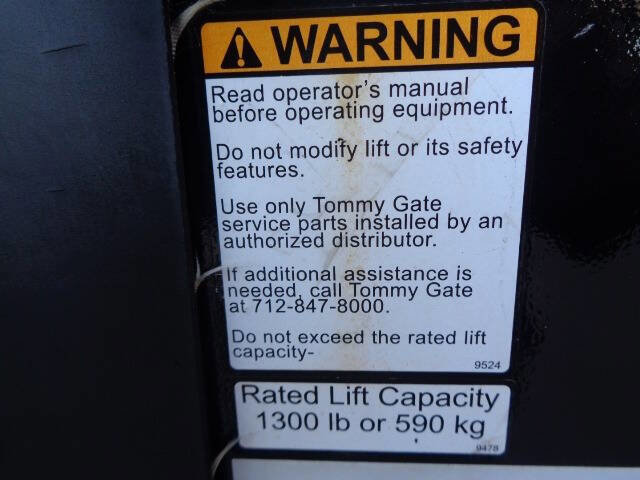 WARNING
Read operator's manual
before operating equipment.
Do not modify lift or its safety
features.
Use only Tommy Gate
service parts installed by an
authorized distributor.
If additional assistance is
needed, call Tommy Gate
at 712-847-8000.
Do not exceed the rated lift
capacity-
9524
Rated Lift Capacity
1300 lb or 590 kg
9478